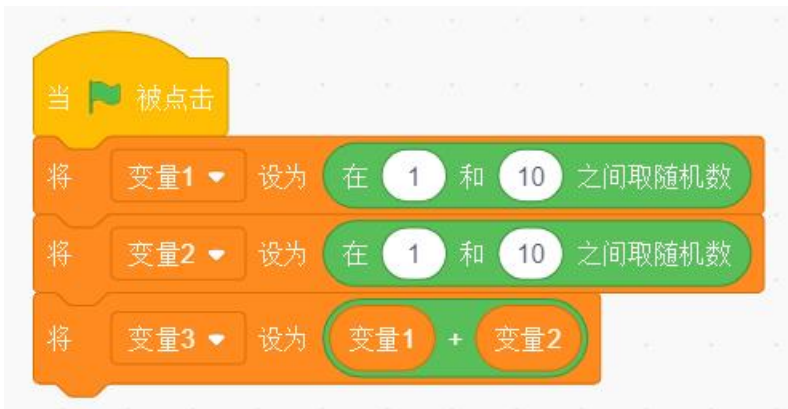 当 被点击
将 变量1 设为 在 1 和 10 之间取随机数
将 变量2 设为 在 1 和 10 之间取随机数
将 变量3 设为 变量1 + 变量2